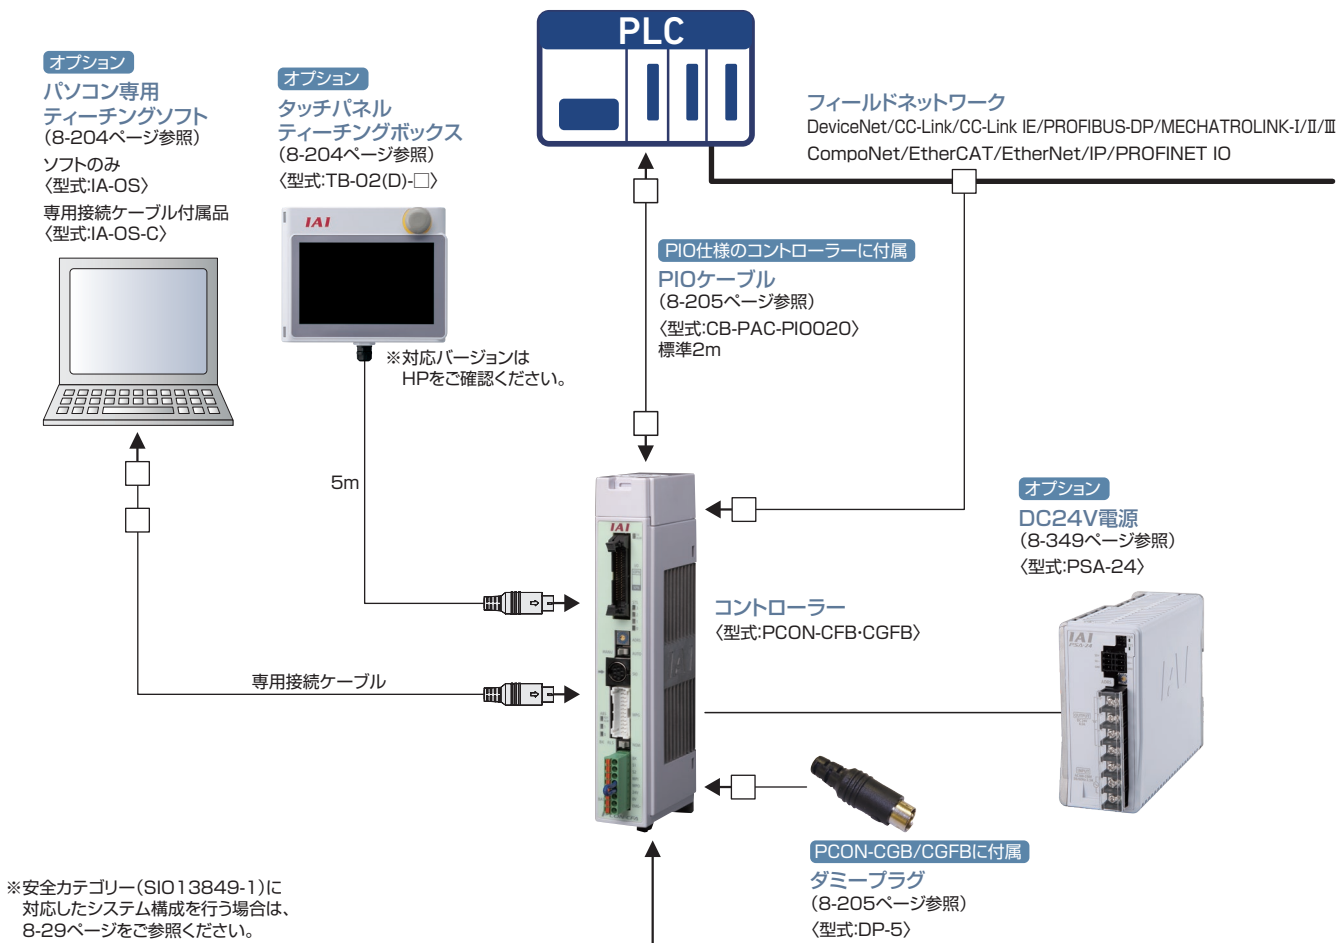 PLC
オプション
パソコン専用
ティーチングソフト
(8-204ページ参照)
ソフトのみ
〈型式:IA-OS〉
専用接続ケーブル付属品
〈型式:IA-OS-C〉
オプション
タッチパネル
ティーチングボックス
(8-204ページ参照)
〈型式:TB-02(D)-□〉
IAI
※対応バージョンは
HPをご確認ください。
フィールドネットワーク
DeviceNet/CC-Link/CC-Link IE/PROFIBUS-DP/MECHATROLINK-I/Ⅱ/Ⅲ
CompoNet/EtherCAT/EtherNet/IP/PROFINET IO
PIO仕様のコントローラーに付属
PIOケーブル
(8-205ページ参照)
〈型式:CB-PAC-PIO020〉
標準2m
5m
専用接続ケーブル
IAI
コントローラー
〈型式:PCON-CFB・CGFB〉
オプション
DC24V電源
(8-349ページ参照)
〈型式:PSA-24〉
IAI
PSA-24
PCON-CGB/CGFBに付属
ダミープラグ
(8-205ページ参照)
〈型式:DP-5〉
※安全カテゴリー(SIO13849-1)に
対応したシステム構成を行う場合は、
8-29ページをご参照ください。